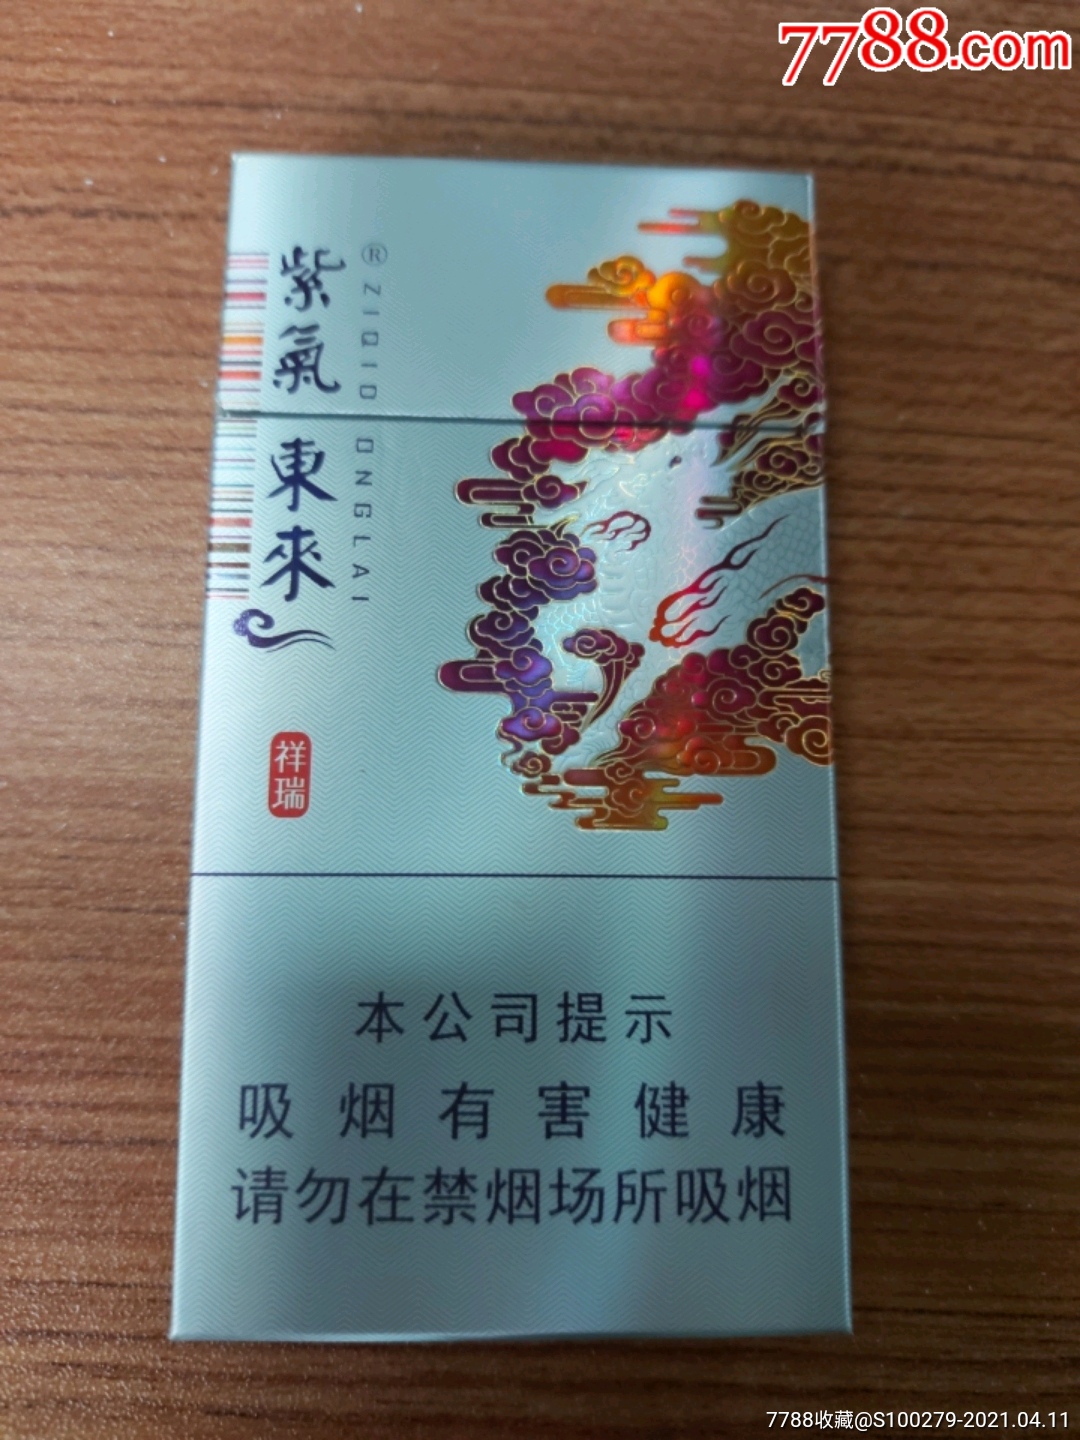 7788.com
紫氣東來
® ZIQIDONGLAI
祥瑞
本公司提示
吸烟有害健康
请勿在禁烟场所吸烟
7788收藏@S100279-2021.04.11